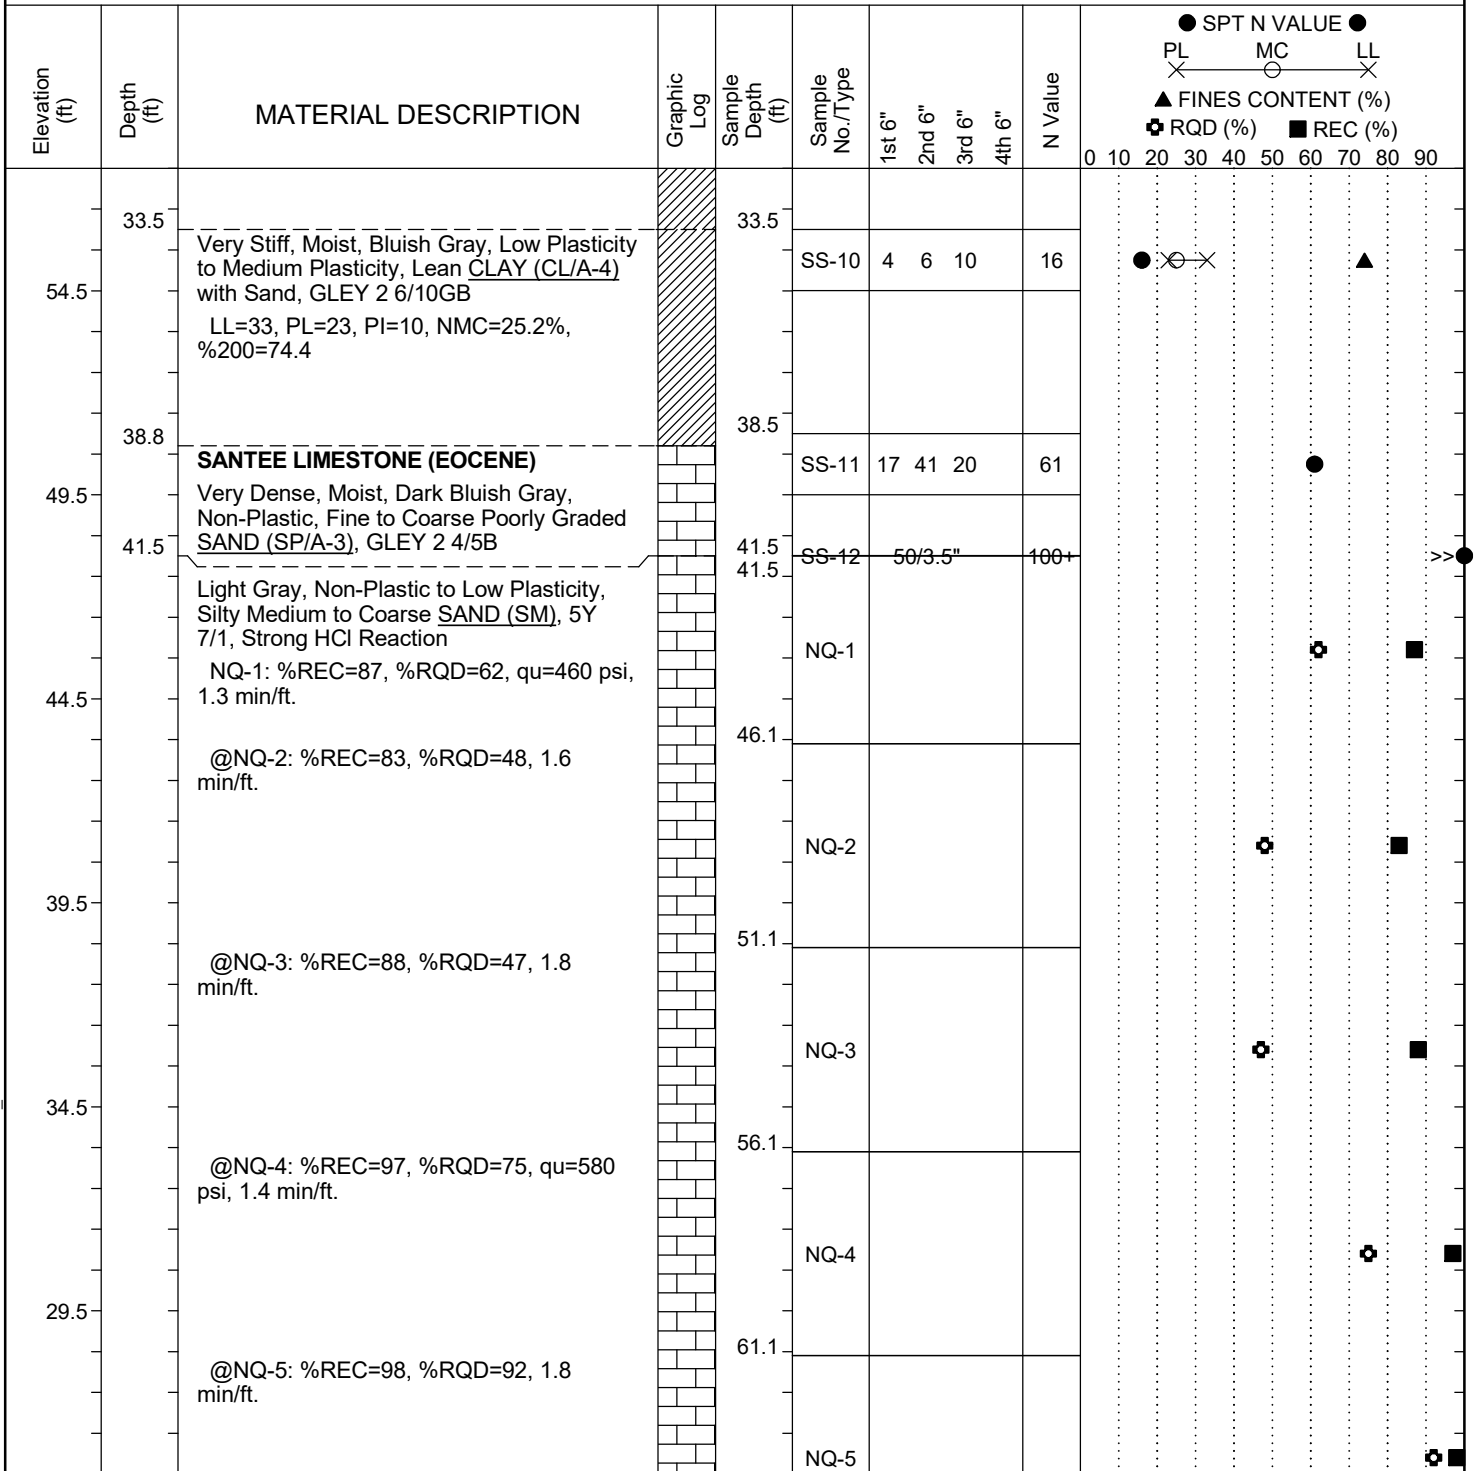 ● SPT N VALUE ●
PL MC LL
▲ FINES CONTENT (%)
RQD (%) ■ REC (%)
Elevation (ft)
Depth (ft)
MATERIAL DESCRIPTION
Graphic Log
Sample Depth (ft)
Sample No./Type
1st 6"
2nd 6"
3rd 6"
4th 6"
N Value
0 10 20 30 40 50 60 70 80 90
33.5 33.5
Very Stiff, Moist, Bluish Gray, Low Plasticity
to Medium Plasticity, Lean CLAY (CL/A-4)
with Sand, GLEY 2 6/10GB
SS-10 4 6 10 16
54.5
LL=33, PL=23, PI=10, NMC=25.2%,
%200=74.4
38.8 38.5
SANTEE LIMESTONE (EOCENE)
SS-11 17 41 20 61
49.5
Very Dense, Moist, Dark Bluish Gray,
Non-Plastic, Fine to Coarse Poorly Graded
SAND (SP/A-3), GLEY 2 4/5B
41.5 41.5
SS-12 50/3.5" 100+ >>
41.5
Light Gray, Non-Plastic to Low Plasticity,
Silty Medium to Coarse SAND (SM), 5Y
7/1, Strong HCl Reaction
NQ-1
NQ-1: %REC=87, %RQD=62, qu=460 psi,
1.3 min/ft.
44.5
46.1
@NQ-2: %REC=83, %RQD=48, 1.6
min/ft.
NQ-2
39.5
51.1
@NQ-3: %REC=88, %RQD=47, 1.8
min/ft.
NQ-3
34.5
56.1
@NQ-4: %REC=97, %RQD=75, qu=580
psi, 1.4 min/ft.
NQ-4
29.5
61.1
@NQ-5: %REC=98, %RQD=92, 1.8
min/ft.
NQ-5